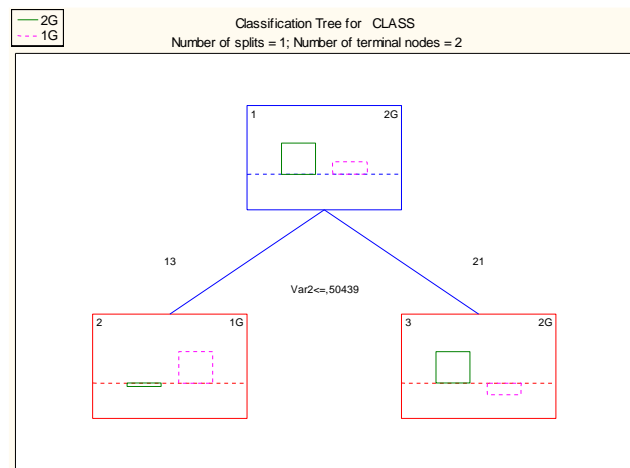 2G
1G
Classification Tree for CLASS
Number of splits = 1; Number of terminal nodes = 2
1 2G
13 21
Var2<=,50439
2 1G
3 2G